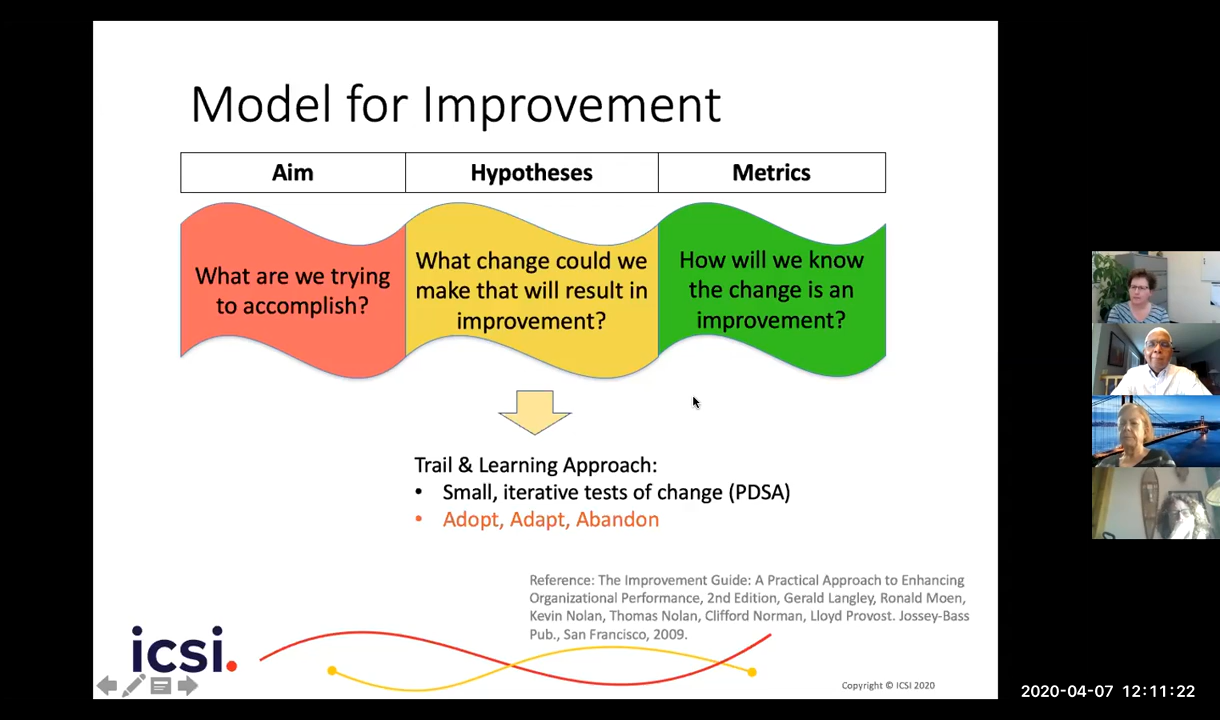 Model for Improvement
Aim
Hypotheses
Metrics
What are we trying
to accomplish?
What change could we
make that will result in
improvement?
How will we know
the change is an
improvement?
Trail & Learning Approach:
• Small, iterative tests of change (PDSA)
• Adopt, Adapt, Abandon
Reference: The Improvement Guide: A Practical Approach to Enhancing
Organizational Performance, 2nd Edition, Gerald Langley, Ronald Moen,
Kevin Nolan, Thomas Nolan, Clifford Norman, Lloyd Provost. Jossey-Bass
Pub., San Francisco, 2009.
icsi.
Copyright © ICSI 2020
2020-04-07 12:11:22